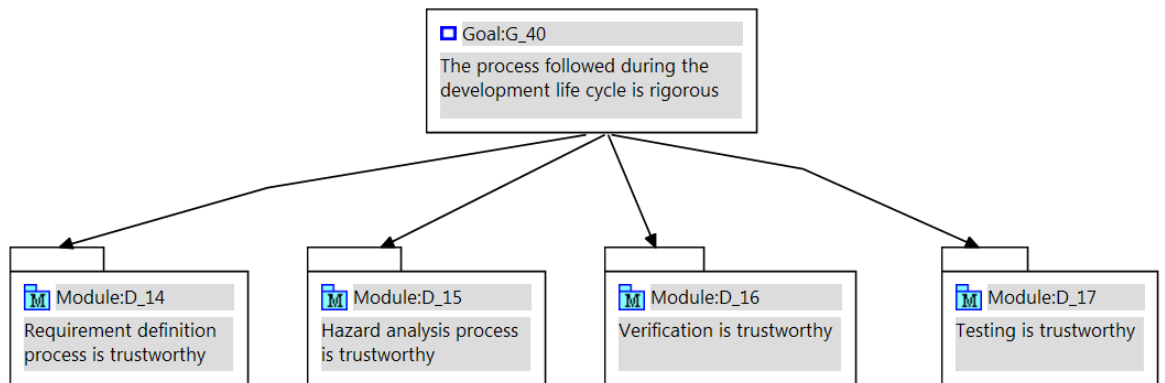 Goal:G_40
The process followed during the
development life cycle is rigorous
M Module:D_14
Requirement definition
process is trustworthy
M Module:D_15
Hazard analysis process
is trustworthy
M Module:D_16
Verification is trustworthy
M Module:D_17
Testing is trustworthy